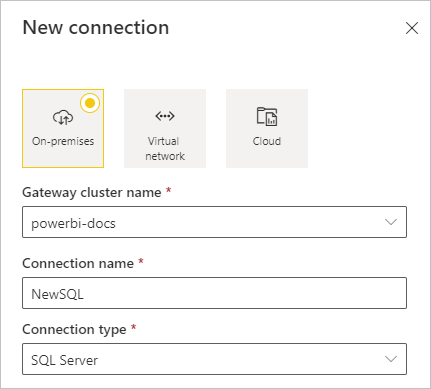 New connection
On-premises
Virtual
network
Cloud
Gateway cluster name *
powerbi-docs
Connection name *
NewSQL
Connection type *
SQL Server